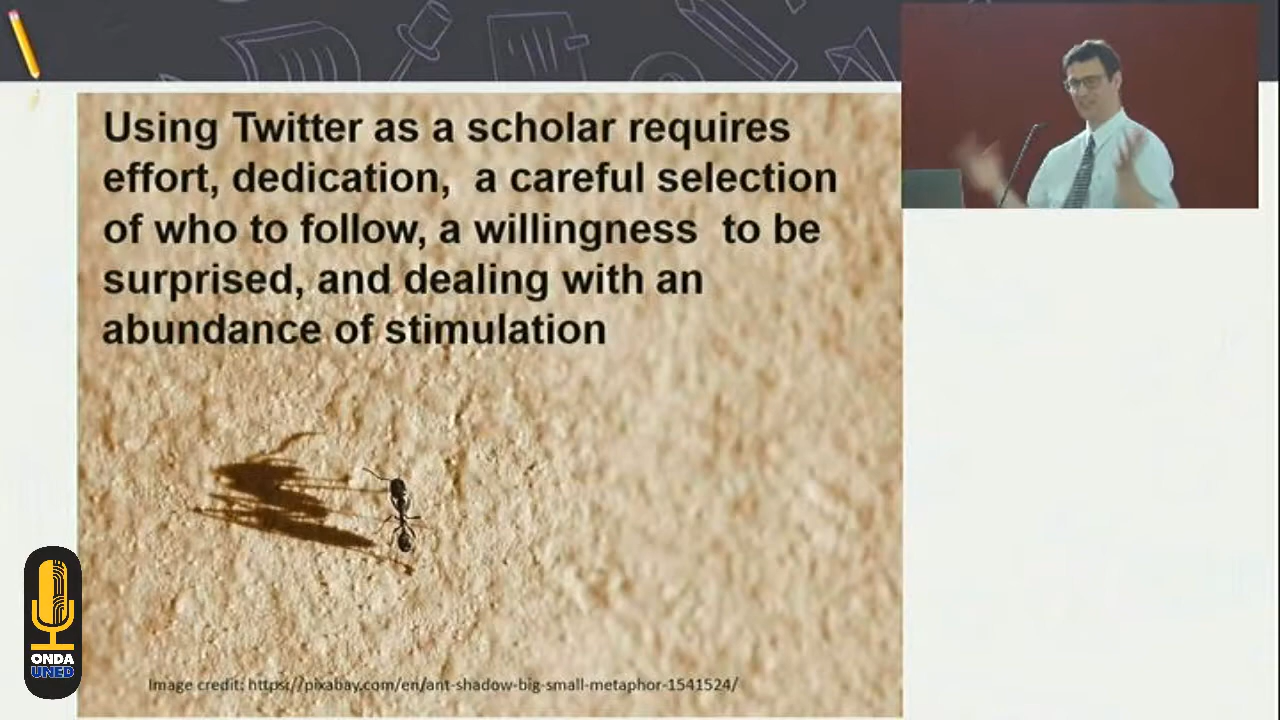 Using Twitter as a scholar requires
effort, dedication,  a careful selection
of who to follow, a willingness  to be
surprised, and dealing with an
abundance of stimulation
Image credit: https://pixabay.com/en/ant-shadow-big-small-metaphor-1541524/
ONDA
UNED